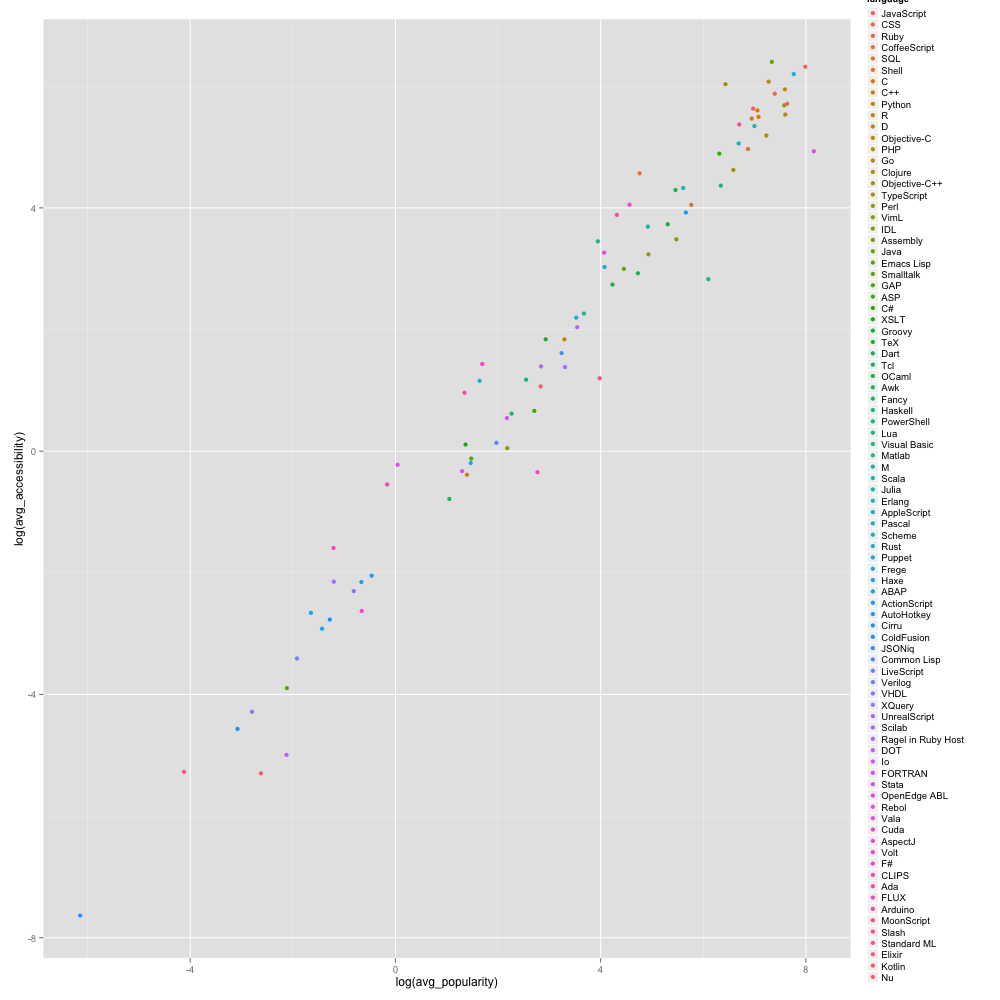 language
JavaScript
CSS
Ruby
CoffeeScript
SQL
Shell
C
C++
Python
R
D
Objective-C
PHP
Go
Clojure
Objective-C++
TypeScript
Perl
VimL
IDL
Assembly
Java
Emacs Lisp
Smalltalk
GAP
ASP
C#
XSLT
Groovy
TeX
Dart
Tcl
OCaml
Awk
Fancy
Haskell
PowerShell
Lua
Visual Basic
Matlab
M
Scala
Julia
Erlang
AppleScript
Pascal
Scheme
Rust
Puppet
Frege
Haxe
ABAP
ActionScript
AutoHotkey
Cirru
ColdFusion
JSONiq
Common Lisp
LiveScript
Verilog
VHDL
XQuery
UnrealScript
Scilab
Ragel in Ruby Host
DOT
Io
FORTRAN
Stata
OpenEdge ABL
Rebol
Vala
Cuda
AspectJ
Volt
F#
CLIPS
Ada
FLUX
Arduino
MoonScript
Slash
Standard ML
Elixir
Kotlin
Nu
log(avg_accessibility)
4
0
-4
-8
-4 0 4 8
log(avg_popularity)